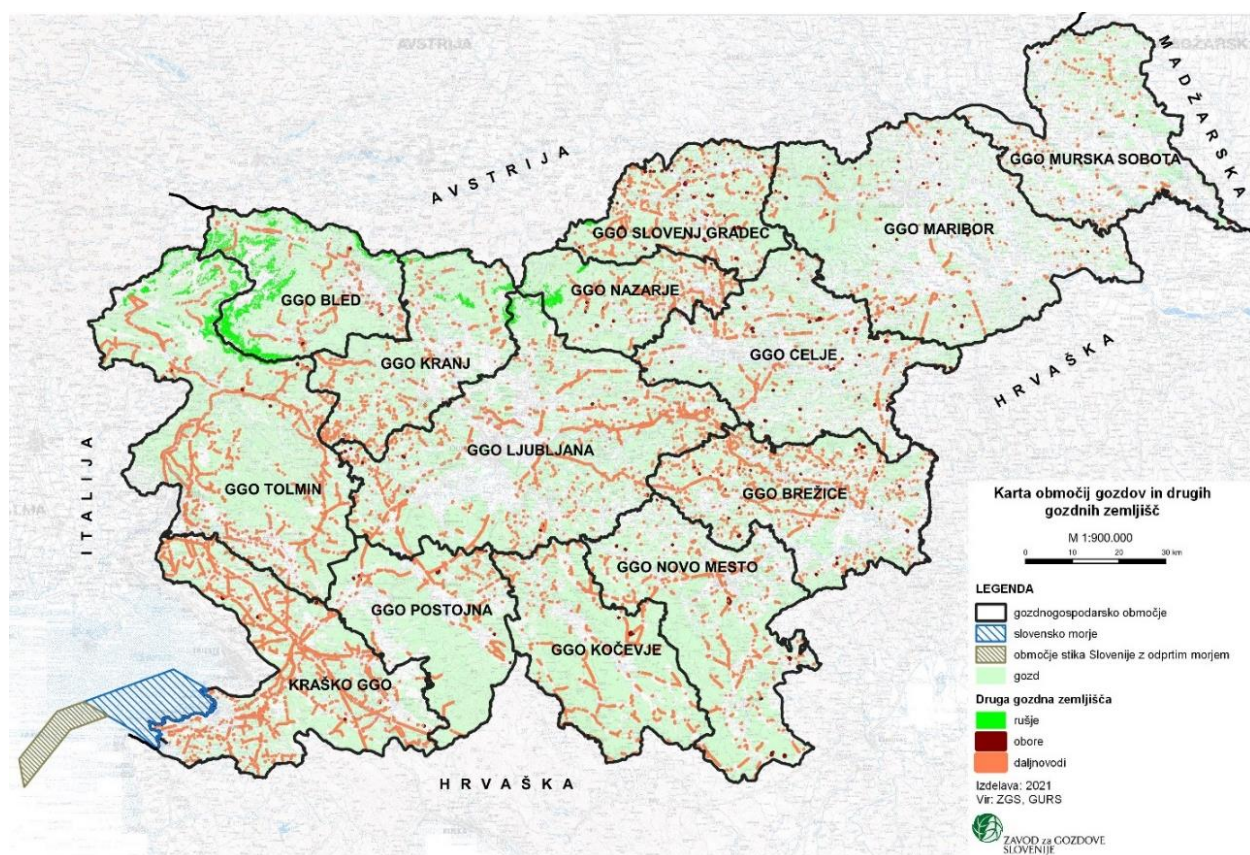 AVSTRIJA
MADŽARSKA
AVSTRIJA
GGO MURSKA SOBOTA
GGO SLOVENJ GRADEC
GGO MARIBOR
GGO NAZARJE
GGO BLED
GGO CELJE
GGO KRANJ
HRVAŠKA
GGO LJUBLJANA
ITALIJA
GGO TOLMIN
GGO BREŽICE
GGO NOVO MESTO
GGO POSTOJNA
GGO KOČEVJE
KRAŠKO GGO
HRVAŠKA
Karta območij gozdov in drugih
gozdnih zemljišč
M 1:900.000
0 10 20 30 km
LEGENDA
gozdnogospodarsko območje
slovensko morje
območje stika Slovenije z odprtim morjem
gozd
Druga gozdna zemljišča
rušje
obore
daljnovodi
Izdelava: 2021
Vir: ZGS, GURS
ZAVOD za GOZDOVE
SLOVENIJE